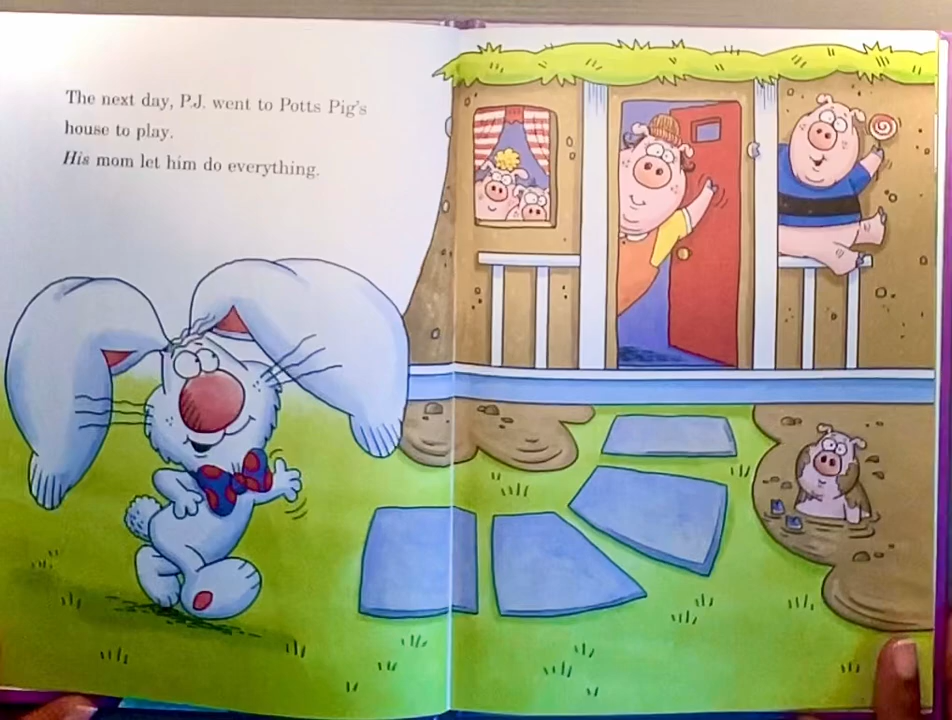 The next day, P.J. went to Potts Pig's
house to play.
His mom let him do everything.